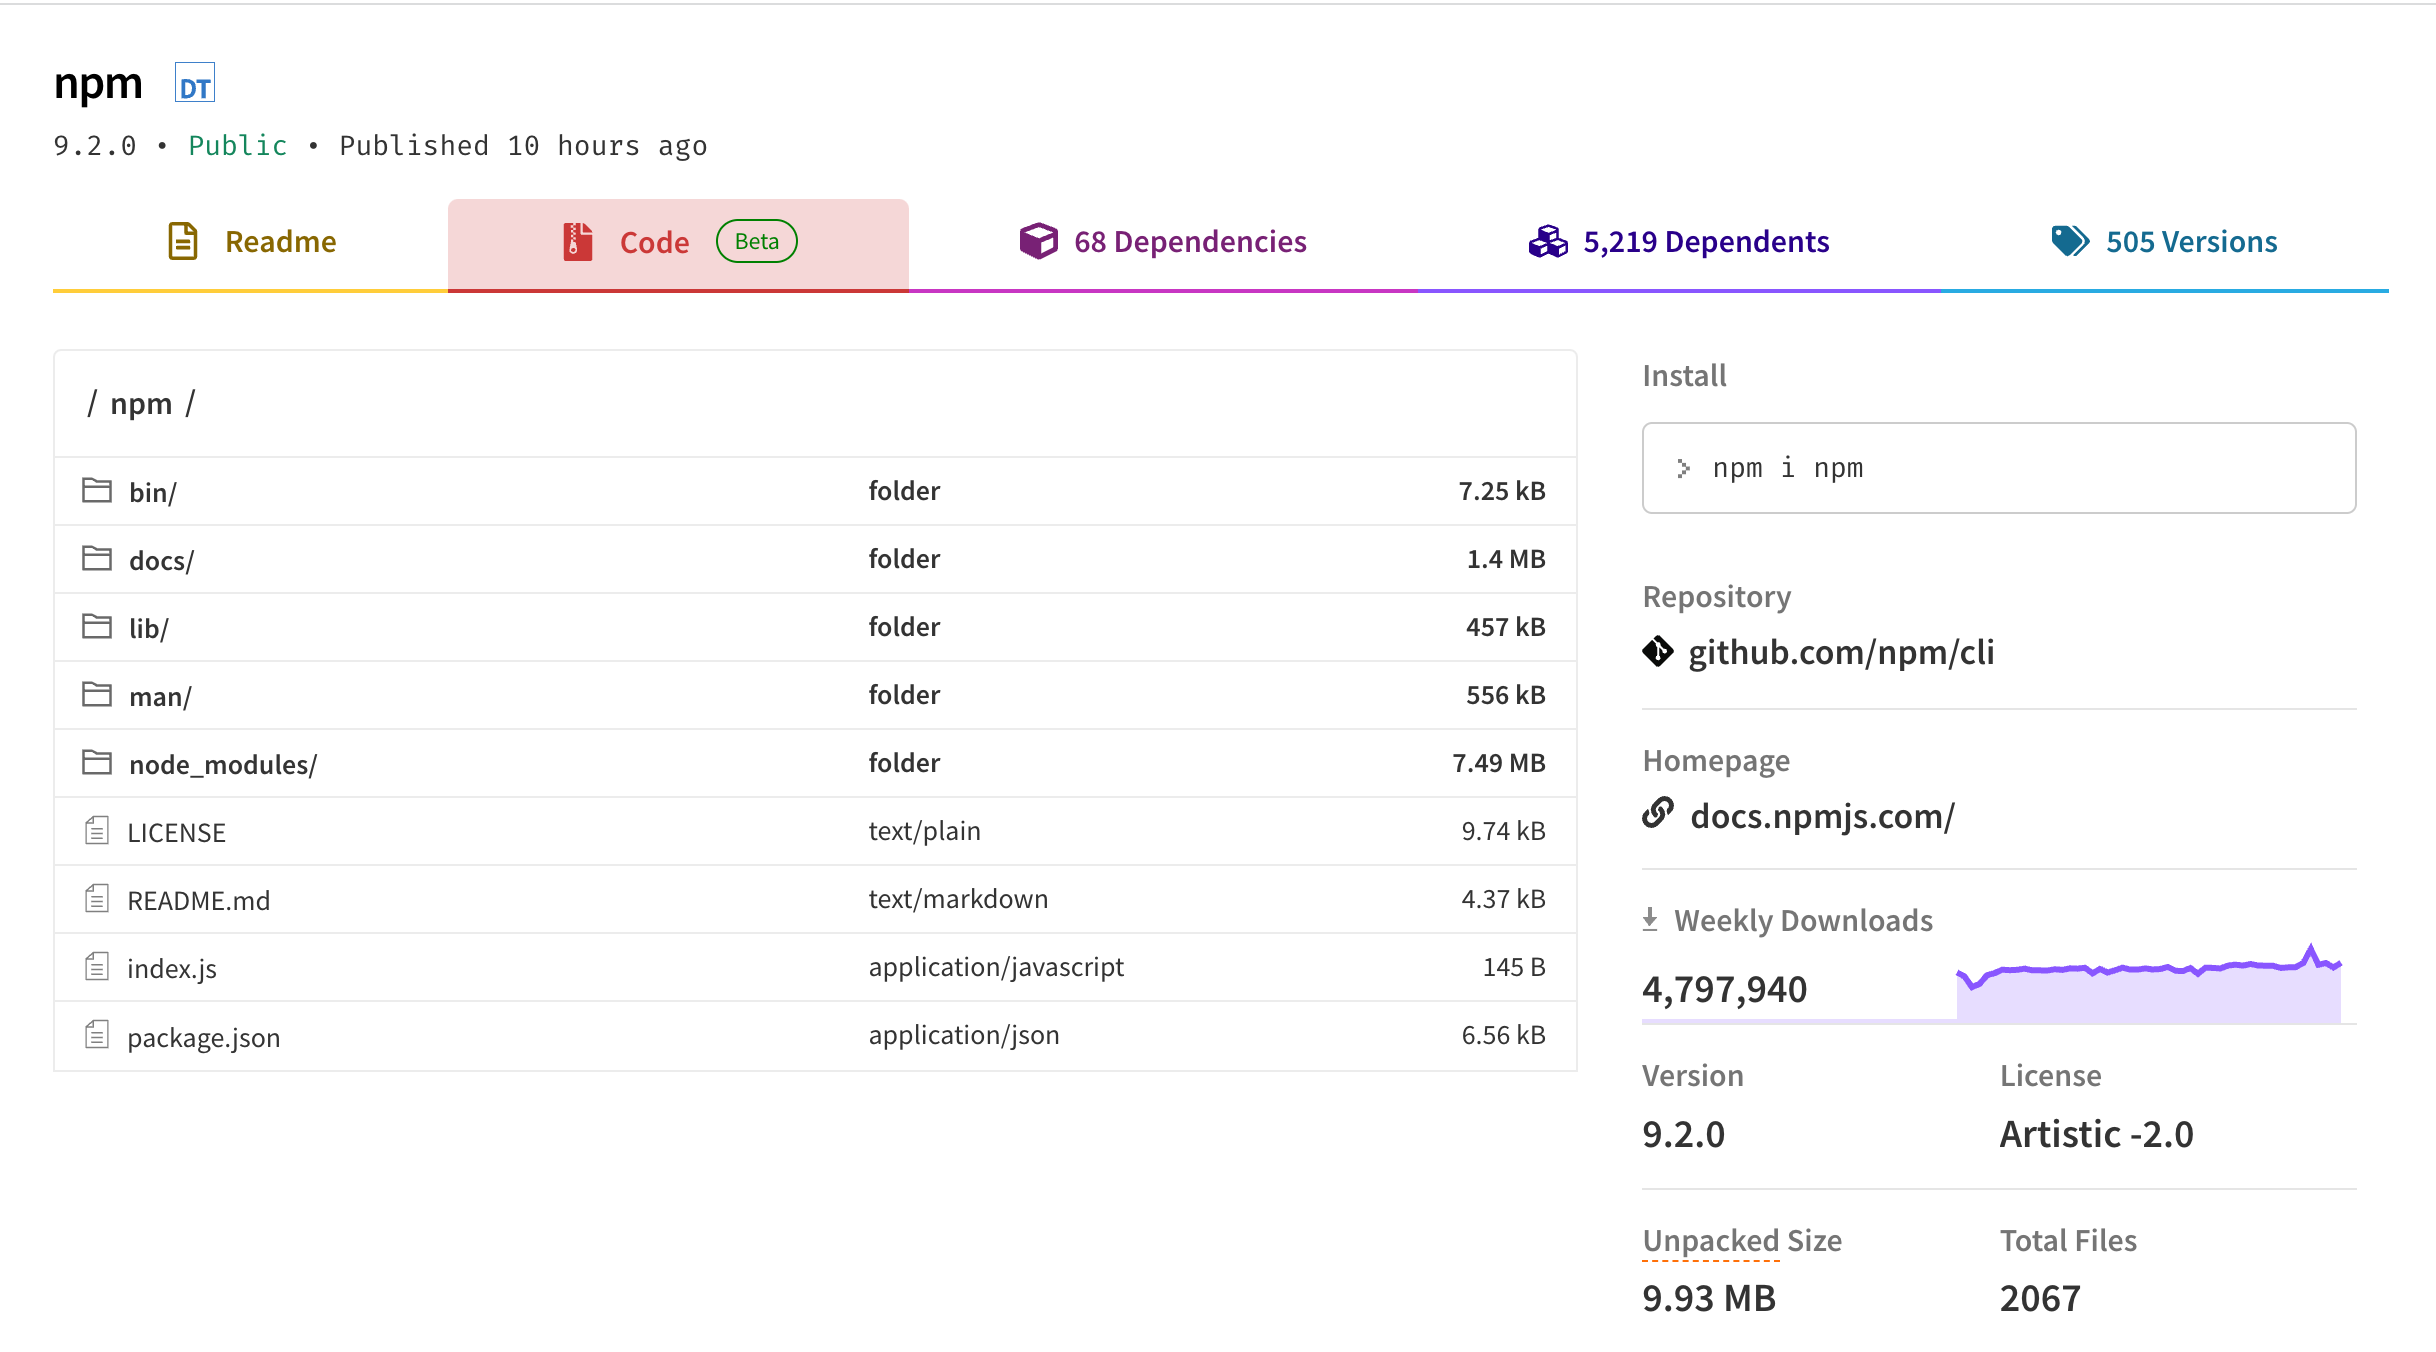 npm DT
9.2.0 • Public • Published 10 hours ago
Readme
Code Beta
68 Dependencies
5,219 Dependents
505 Versions
/ npm /
bin/ folder 7.25 kB
docs/ folder 1.4 MB
lib/ folder 457 kB
man/ folder 556 kB
node_modules/ folder 7.49 MB
LICENSE text/plain 9.74 kB
README.md text/markdown 4.37 kB
index.js application/javascript 145 B
package.json application/json 6.56 kB
Install
> npm i npm
Repository
github.com/npm/cli
Homepage
docs.npmjs.com/
Weekly Downloads
4,797,940
Version License
9.2.0 Artistic -2.0
Unpacked Size Total Files
9.93 MB 2067